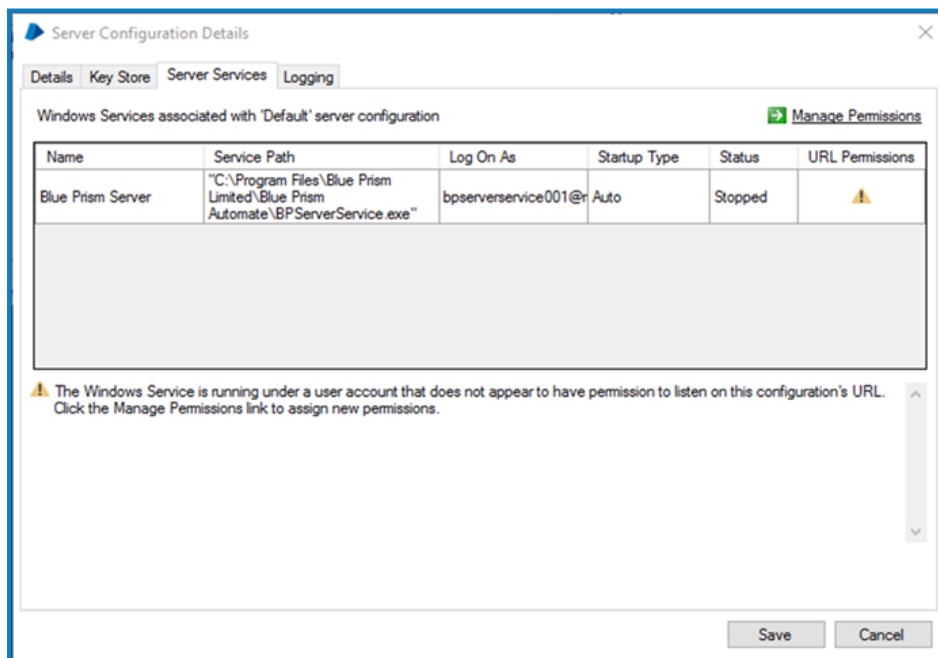 Server Configuration Details
Details Key Store Server Services Logging
Windows Services associated with 'Default' server configuration Manage Permissions
Name Service Path Log On As Startup Type Status URL Permissions
"C:\Program Files\Blue Prism
Blue Prism Server Limited\Blue Prism bpserverservice001@r Auto Stopped
Automate\BPServerService.exe"
The Windows Service is running under a user account that does not appear to have permission to listen on this configuration's URL.
Click the Manage Permissions link to assign new permissions.
Save Cancel